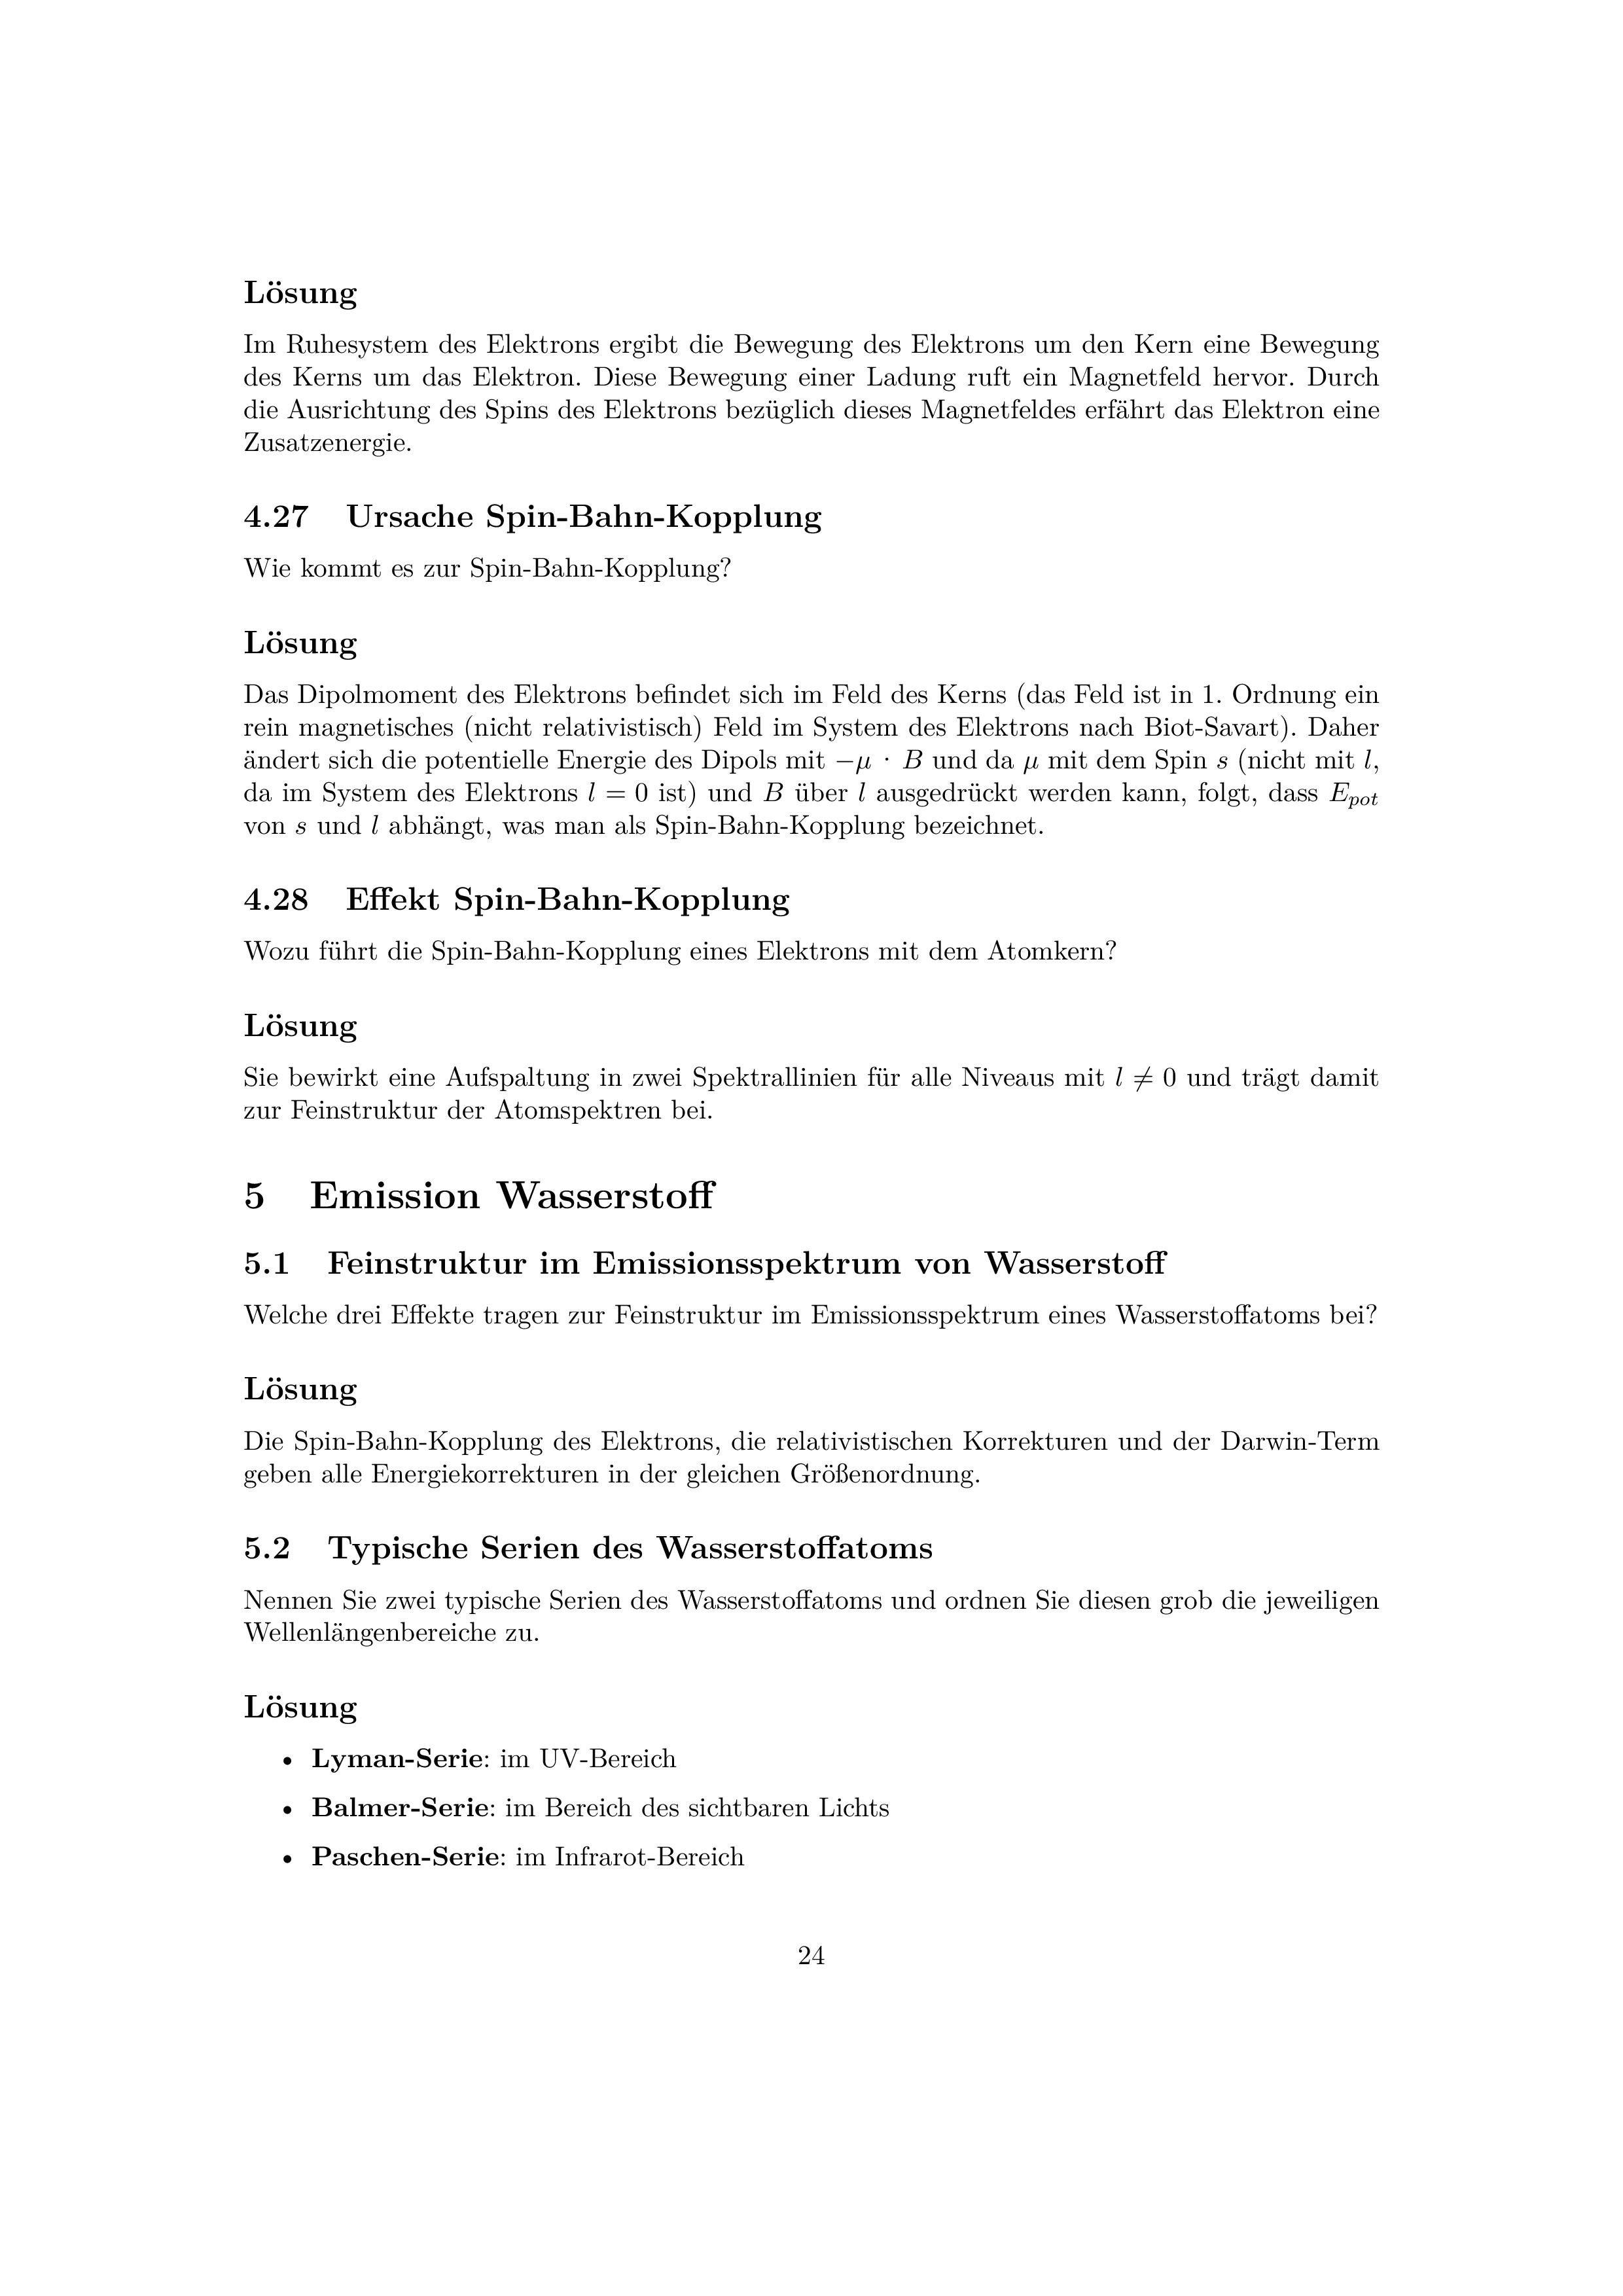 Lösung
Im Ruhesystem des Elektrons ergibt die Bewegung des Elektrons um den Kern eine Bewegung
des Kerns um das Elektron. Diese Bewegung einer Ladung ruft ein Magnetfeld hervor. Durch
die Ausrichtung des Spins des Elektrons bezüglich dieses Magnetfeldes erfährt das Elektron eine
Zusatzenergie.
4.27 Ursache Spin-Bahn-Kopplung
Wie kommt es zur Spin-Bahn-Kopplung?
Lösung
Das Dipolmoment des Elektrons befindet sich im Feld des Kerns (das Feld ist in 1. Ordnung ein
rein magnetisches (nicht relativistisch) Feld im System des Elektrons nach Biot-Savart). Daher
ändert sich die potentielle Energie des Dipols mit −μ · B und da μ mit dem Spin s (nicht mit l,
da im System des Elektrons l = 0 ist) und B über l ausgedrückt werden kann, folgt, dass E_{pot}
von s und l abhängt, was man als Spin-Bahn-Kopplung bezeichnet.
4.28 Effekt Spin-Bahn-Kopplung
Wozu führt die Spin-Bahn-Kopplung eines Elektrons mit dem Atomkern?
Lösung
Sie bewirkt eine Aufspaltung in zwei Spektrallinien für alle Niveaus mit l ≠ 0 und trägt damit
zur Feinstruktur der Atomspektren bei.
5 Emission Wasserstoff
5.1 Feinstruktur im Emissionsspektrum von Wasserstoff
Welche drei Effekte tragen zur Feinstruktur im Emissionsspektrum eines Wasserstoffatoms bei?
Lösung
Die Spin-Bahn-Kopplung des Elektrons, die relativistischen Korrekturen und der Darwin-Term
geben alle Energiekorrekturen in der gleichen Größenordnung.
5.2 Typische Serien des Wasserstoffatoms
Nennen Sie zwei typische Serien des Wasserstoffatoms und ordnen Sie diesen grob die jeweiligen
Wellenlängenbereiche zu.
Lösung
• Lyman-Serie: im UV-Bereich
• Balmer-Serie: im Bereich des sichtbaren Lichts
• Paschen-Serie: im Infrarot-Bereich
24